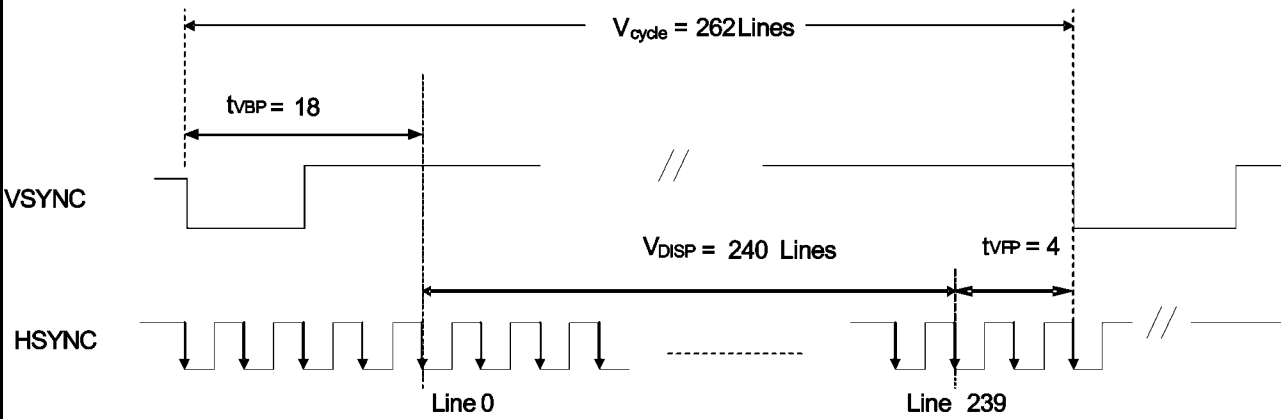 Vcycle = 262 Lines
tVBP = 18
VSYNC
VDISP = 240 Lines
tVFP = 4
HSYNC
Line 0
Line 239